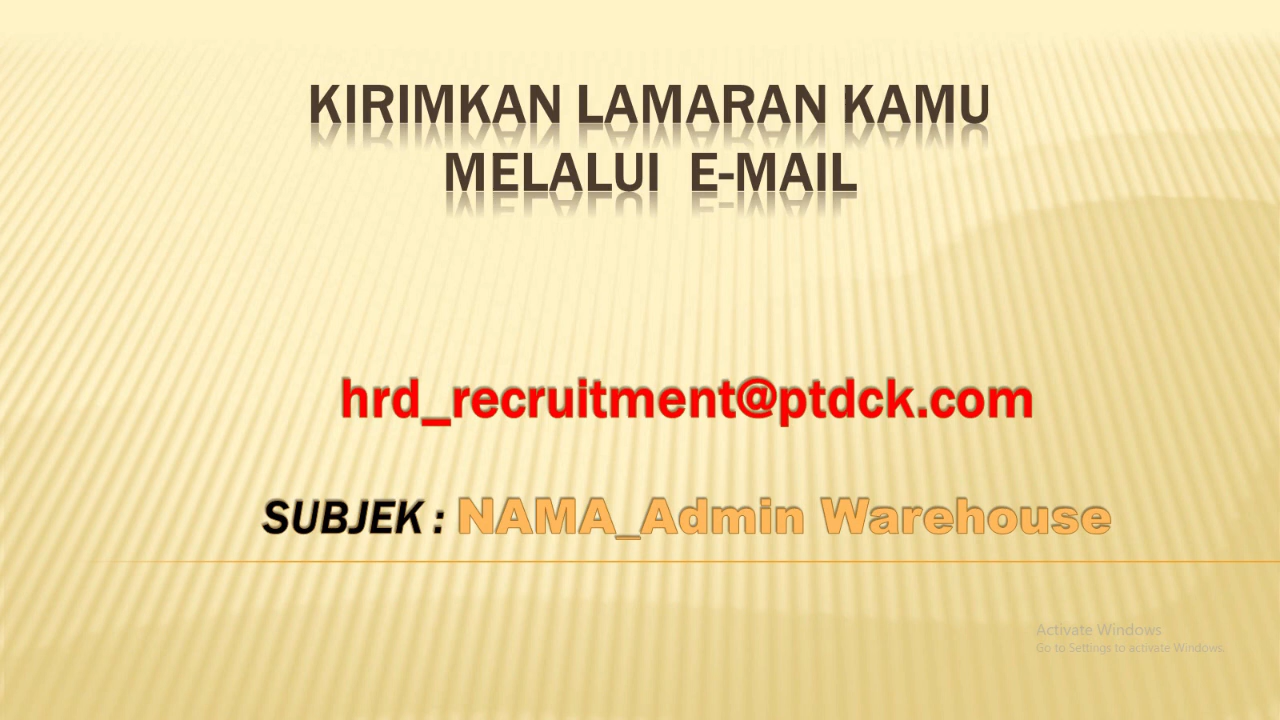 KIRIMKAN LAMARAN KAMU
MELALUI E-MAIL
hrd_recruitment@ptdck.com
SUBJEK : NAMA_Admin Warehouse
Activate Windows
Go to Settings to activate Windows.